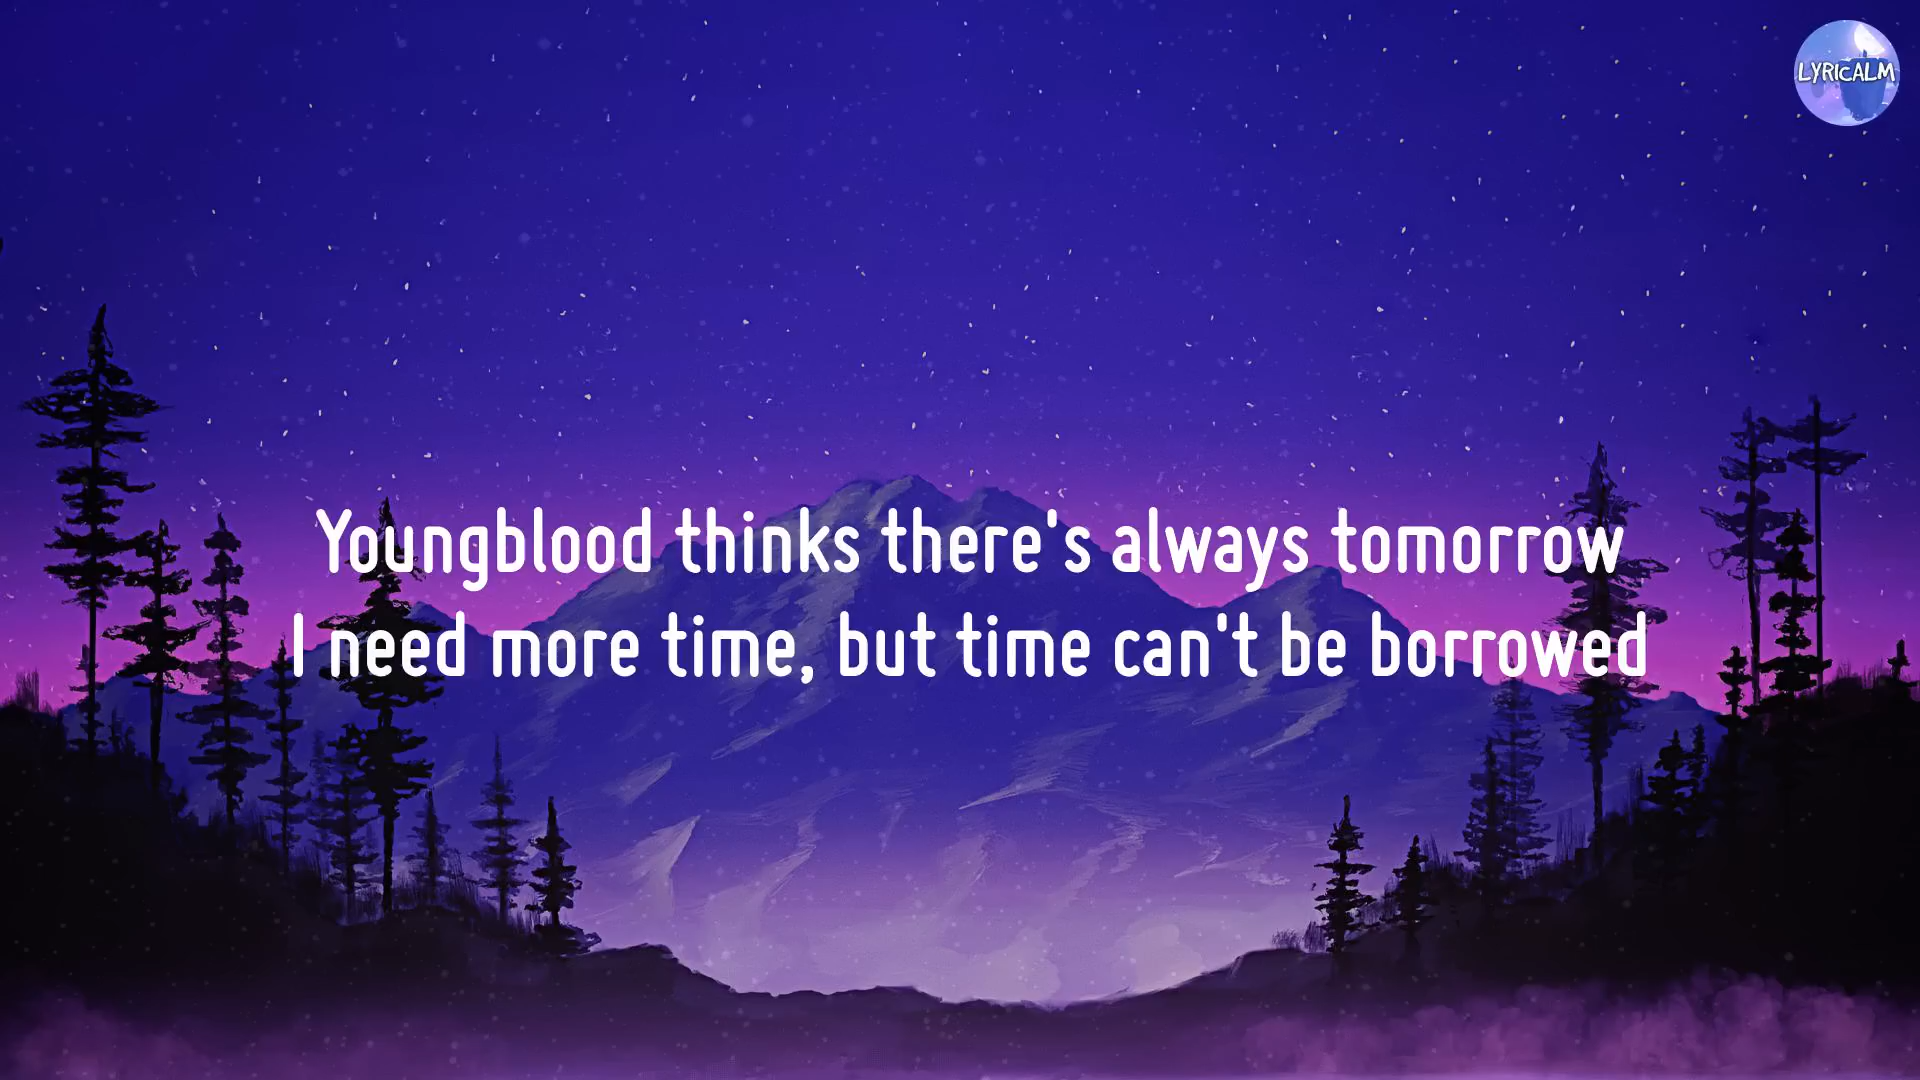 LYRICALM
Youngblood thinks there's always tomorrow
I need more time, but time can't be borrowed